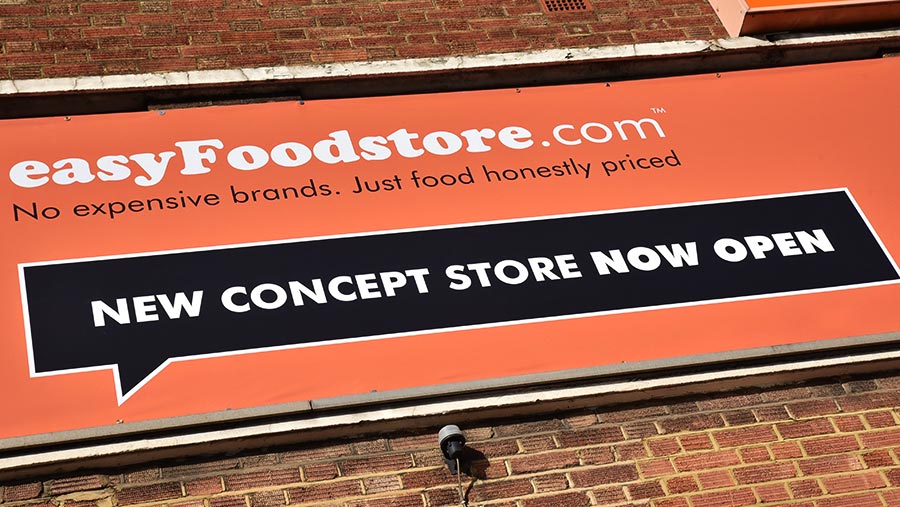 easyFoodstore.com™
No expensive brands. Just food honestly priced
NEW CONCEPT STORE NOW OPEN